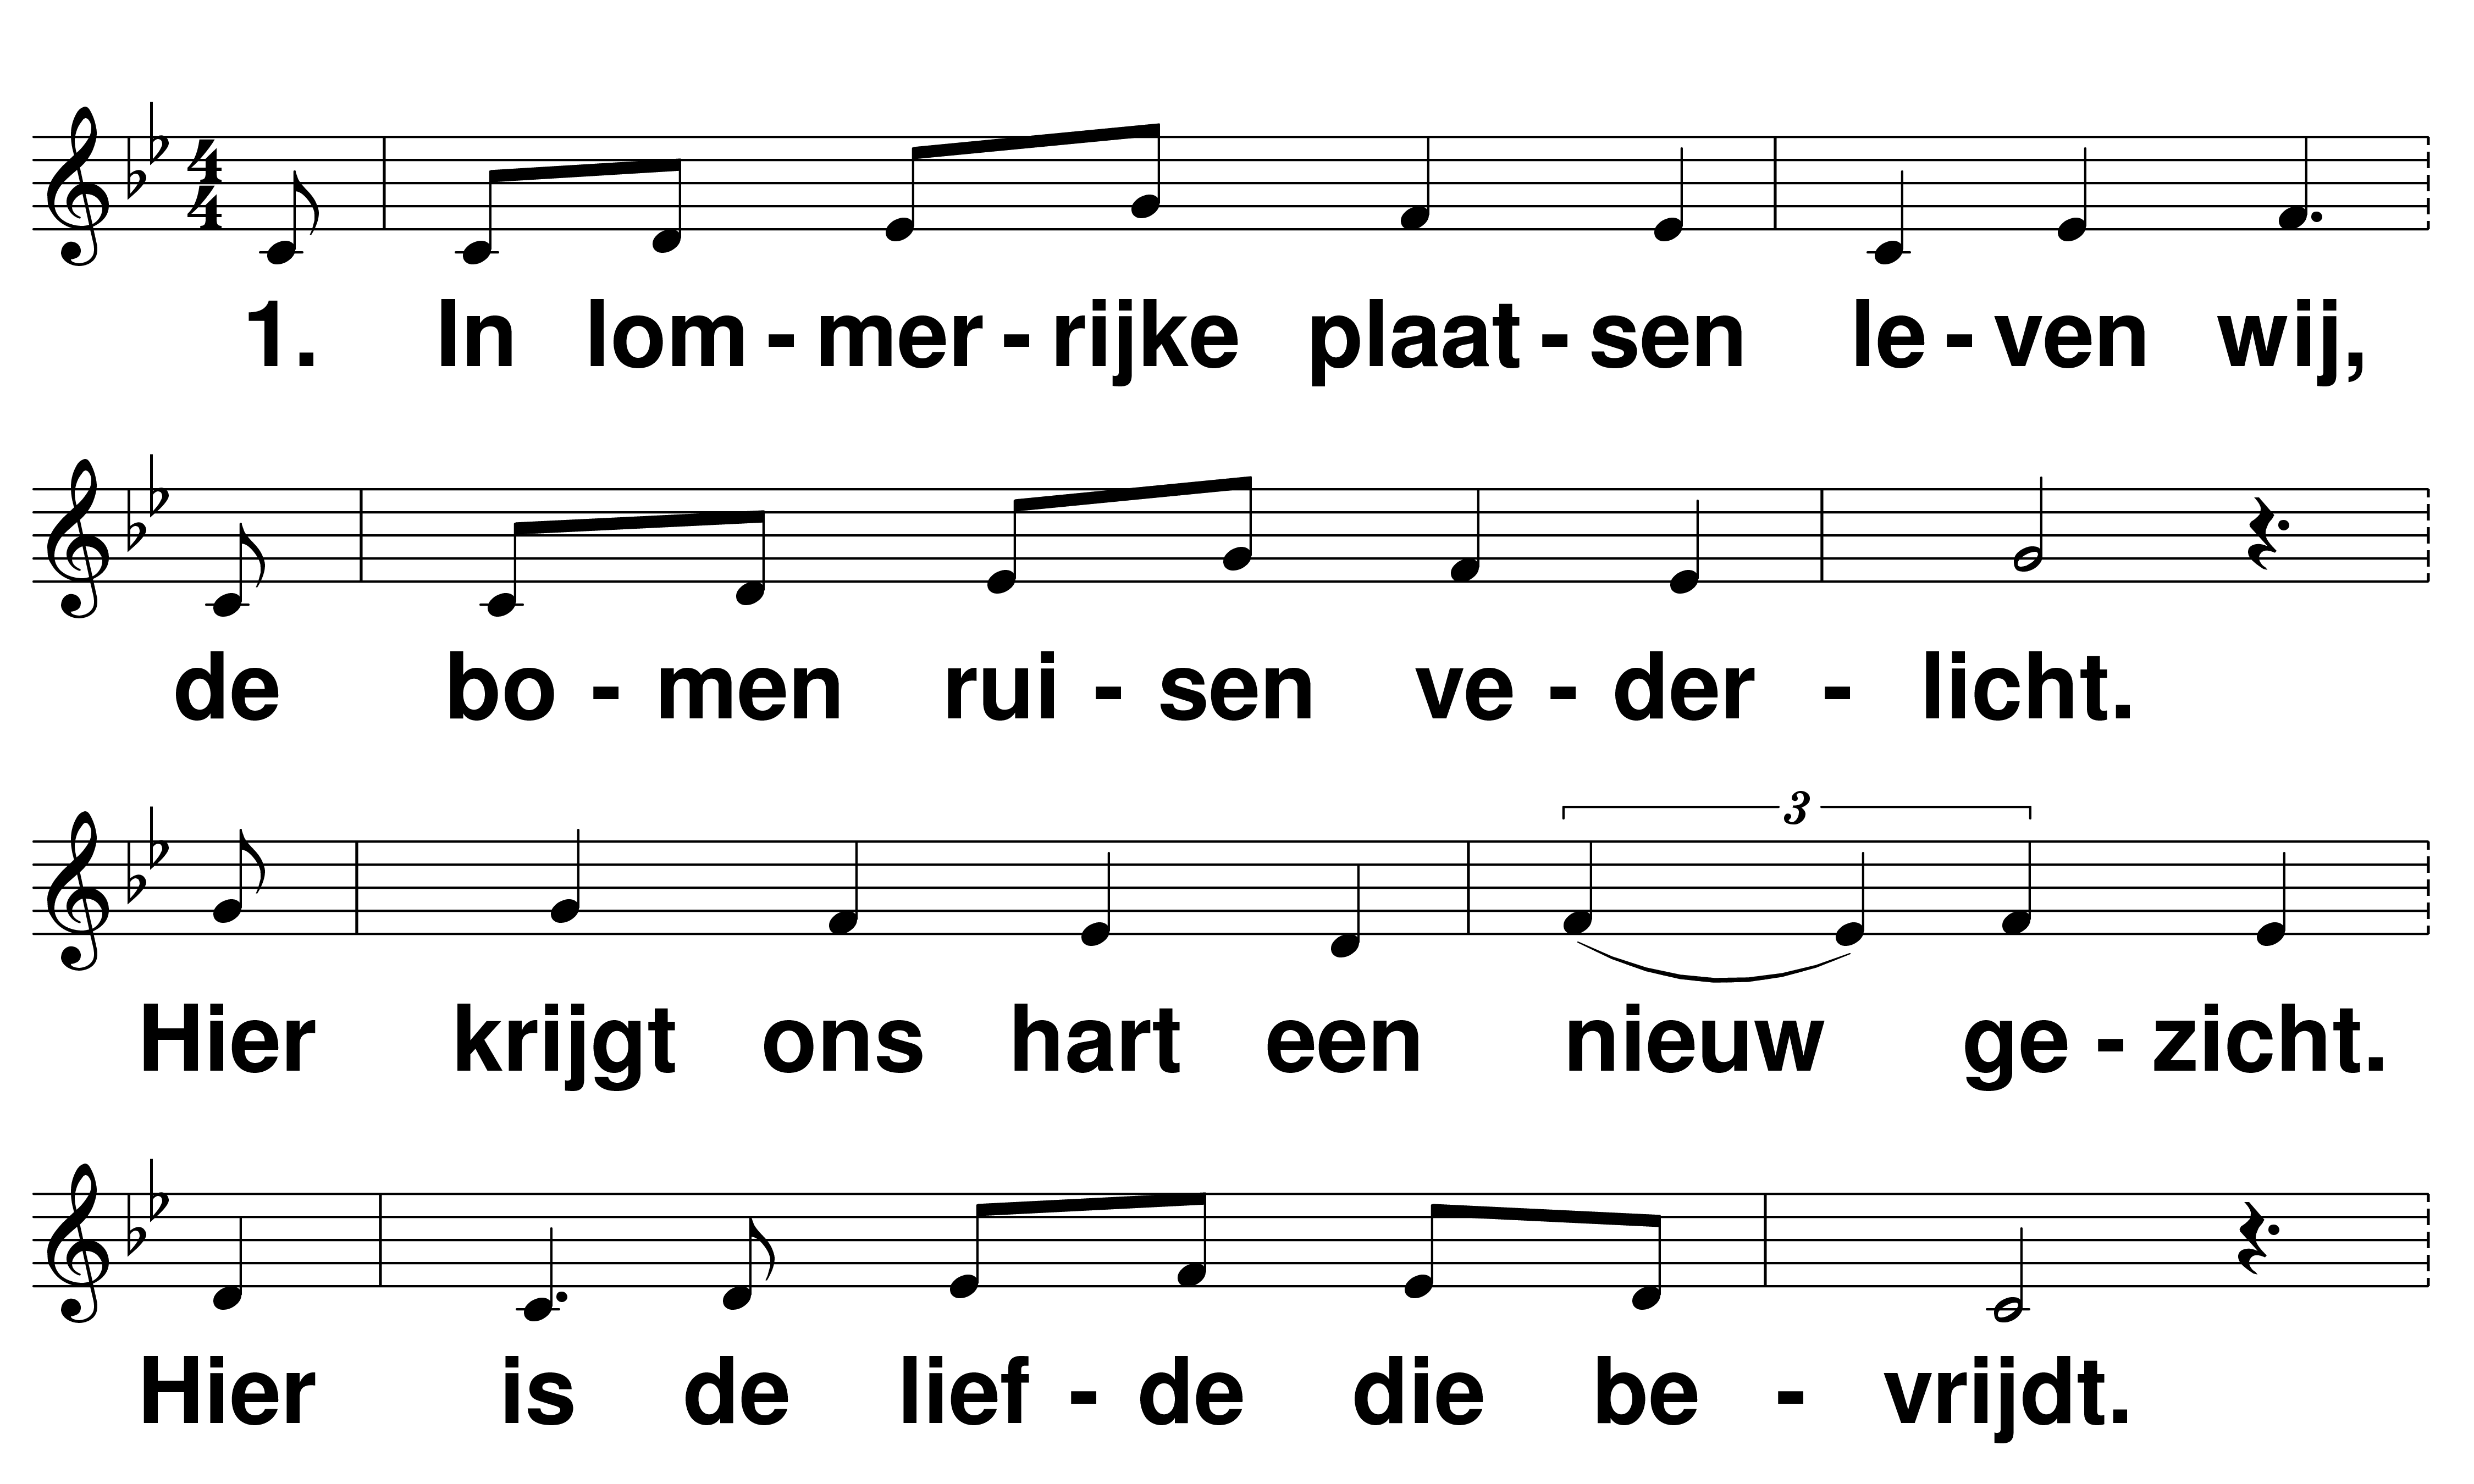 1. In lom - mer - rijke plaat - sen le - ven wij,
de bo - men rui - sen ve - der - licht.
3
Hier krijgt ons hart een nieuw ge - zicht.
Hier is de lief - de die be - vrijdt.